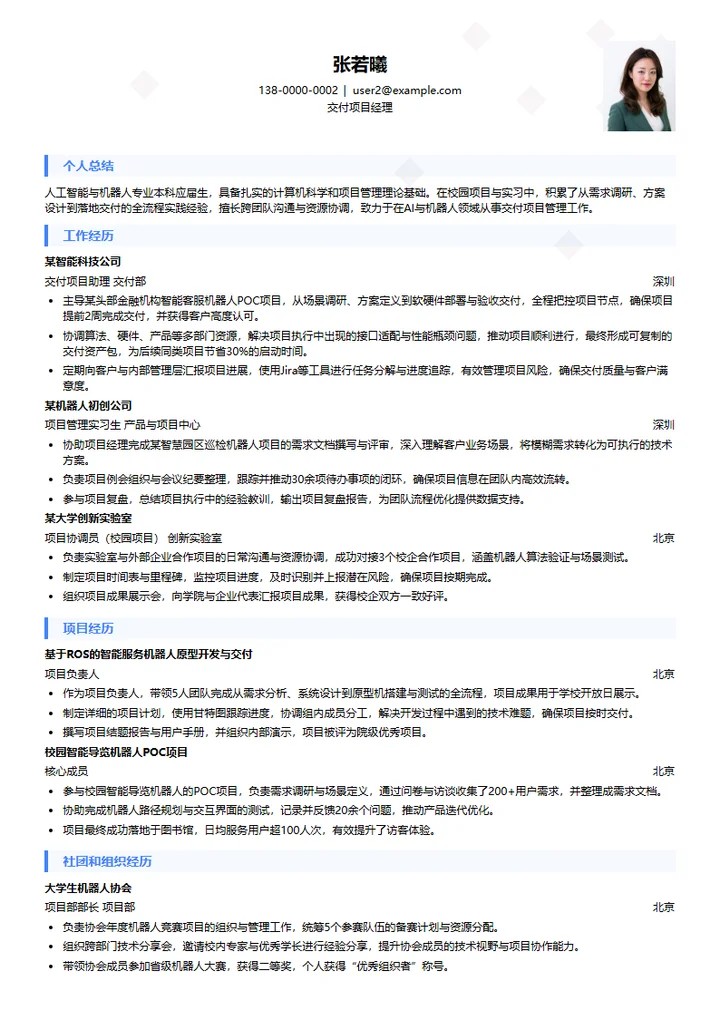 张若曦
138-0000-0002 | user2@example.com
交付项目经理
个人总结
人工智能与机器人专业本科应届生，具备扎实的计算机科学和项目管理理论基础。在校园项目与实习中，积累了从需求调研、方案
设计到落地交付的全流程实践经验，擅长跨团队沟通与资源协调，致力于在AI与机器人领域从事交付项目管理工作。
工作经历
某智能科技公司
交付项目助理 交付部 深圳
• 主导某头部金融机构智能客服机器人POC项目，从场景调研、方案定义到软硬件部署与验收交付，全程把控项目节点，确保项目
提前2周完成交付，并获得客户高度认可。
• 协调算法、硬件、产品等多部门资源，解决项目执行中出现的接口适配与性能瓶颈问题，推动项目顺利进行，最终形成可复制的
交付资产包，为后续同类项目节省30%的启动时间。
• 定期向客户与内部管理层汇报项目进展，使用Jira等工具进行任务分解与进度追踪，有效管理项目风险，确保交付质量与客户满
意度。
某机器人初创公司
项目管理实习生 产品与项目中心 深圳
• 协助项目经理完成某智慧园区巡检机器人项目的需求文档撰写与评审，深入理解客户业务场景，将模糊需求转化为可执行的技术
方案。
• 负责项目例会组织与会议纪要整理，跟踪并推动30余项待办事项的闭环，确保项目信息在团队内高效流转。
• 参与项目复盘，总结项目执行中的经验教训，输出项目复盘报告，为团队流程优化提供数据支持。
某大学创新实验室
项目协调员（校园项目） 创新实验室 北京
• 负责实验室与外部企业合作项目的日常沟通与资源协调，成功对接3个校企合作项目，涵盖机器人算法验证与场景测试。
• 制定项目时间表与里程碑，监控项目进度，及时识别并上报潜在风险，确保项目按期完成。
• 组织项目成果展示会，向学院与企业代表汇报项目成果，获得校企双方一致好评。
项目经历
基于ROS的智能服务机器人原型开发与交付
项目负责人 北京
• 作为项目负责人，带领5人团队完成从需求分析、系统设计到原型机搭建与测试的全流程，项目成果用于学校开放日展示。
• 制定详细的项目计划，使用甘特图跟踪进度，协调组内成员分工，解决开发过程中遇到的技术难题，确保项目按时交付。
• 撰写项目结题报告与用户手册，并组织内部演示，项目被评为院级优秀项目。
校园智能导览机器人POC项目
核心成员 北京
• 参与校园智能导览机器人的POC项目，负责需求调研与场景定义，通过问卷与访谈收集了200+用户需求，并整理成需求文档。
• 协助完成机器人路径规划与交互界面的测试，记录并反馈20余个问题，推动产品迭代优化。
• 项目最终成功落地于图书馆，日均服务用户超100人次，有效提升了访客体验。
社团和组织经历
大学生机器人协会
项目部部长 项目部 北京
• 负责协会年度机器人竞赛项目的组织与管理工作，统筹5个参赛队伍的备赛计划与资源分配。
• 组织跨部门技术分享会，邀请校内专家与优秀学长进行经验分享，提升协会成员的技术视野与项目协作能力。
• 带领协会成员参加省级机器人大赛，获得二等奖，个人获得“优秀组织者”称号。